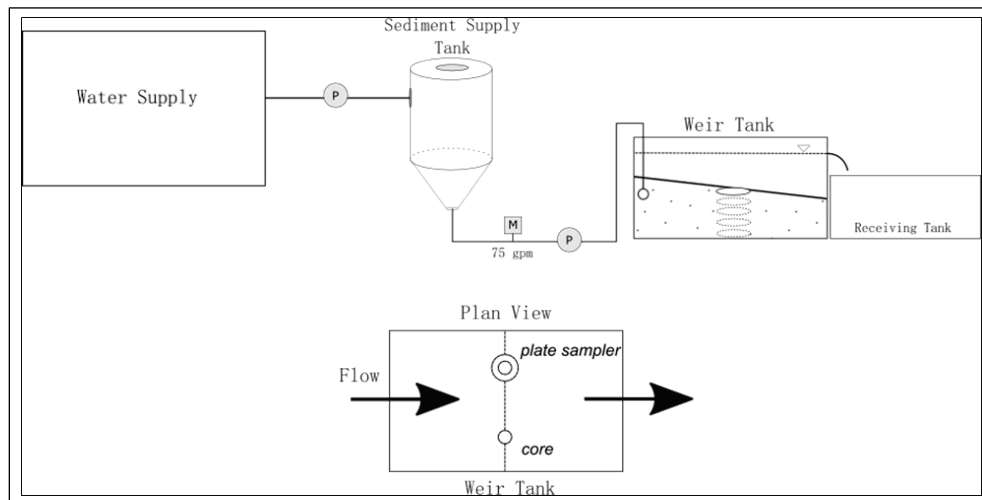 Sediment Supply
Tank
Water Supply
P
Weir Tank
M
P
75 gpm
Receiving Tank
Plan View
plate sampler
Flow
core
Weir Tank